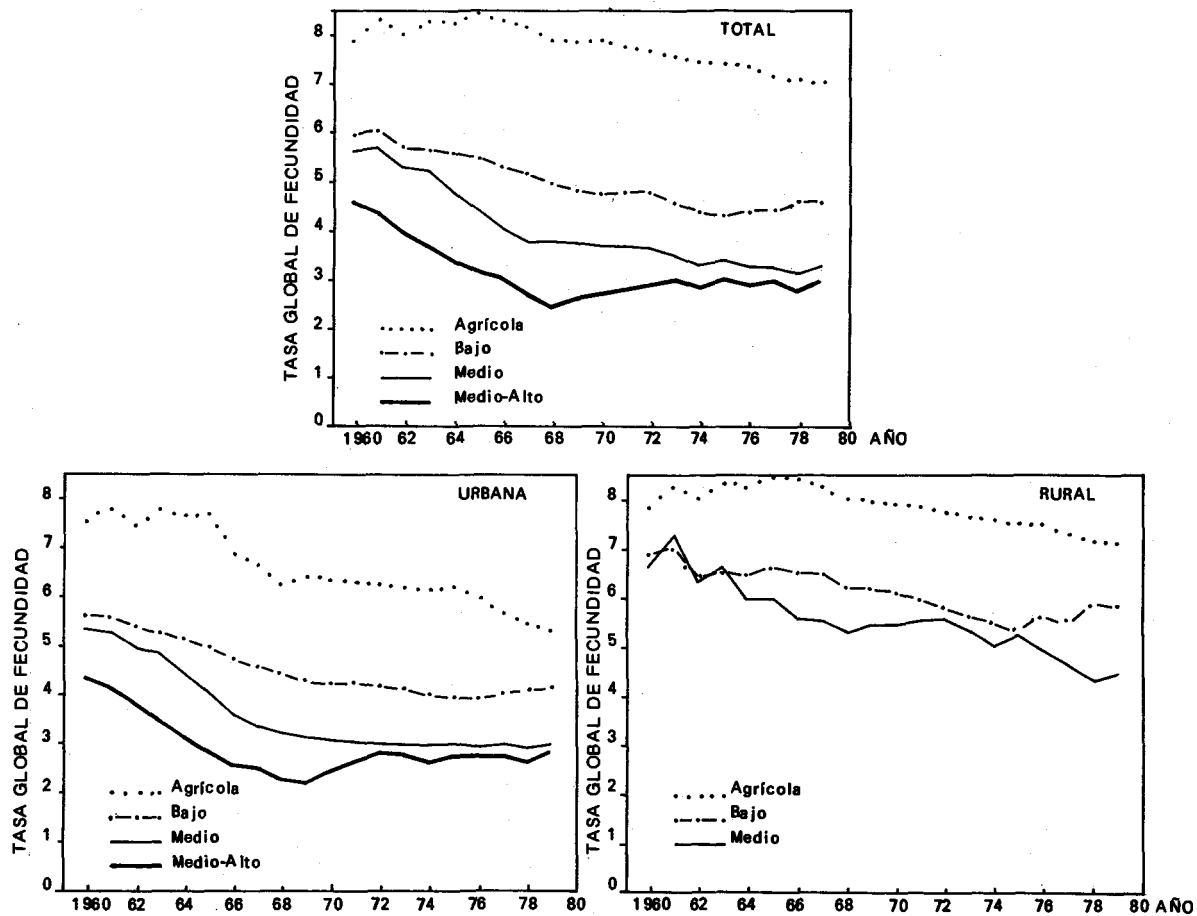 TOTAL
TASA GLOBAL DE FECUNDIDAD
8
7
6
5
4
3
2
1
0
Agrícola
Bajo
Medio
Medio-Alto
1960 62 64 66 68 70 72 74 76 78 80 AÑO
URBANA
TASA GLOBAL DE FECUNDIDAD
8
7
6
5
4
3
2
1
0
Agrícola
Bajo
Medio
Medio-Alto
1960 62 64 66 68 70 72 74 76 78 80
RURAL
TASA GLOBAL DE FECUNDIDAD
8
7
6
5
4
3
2
1
0
Agrícola
Bajo
Medio
1960 62 64 66 68 70 72 74 76 78 80 AÑO